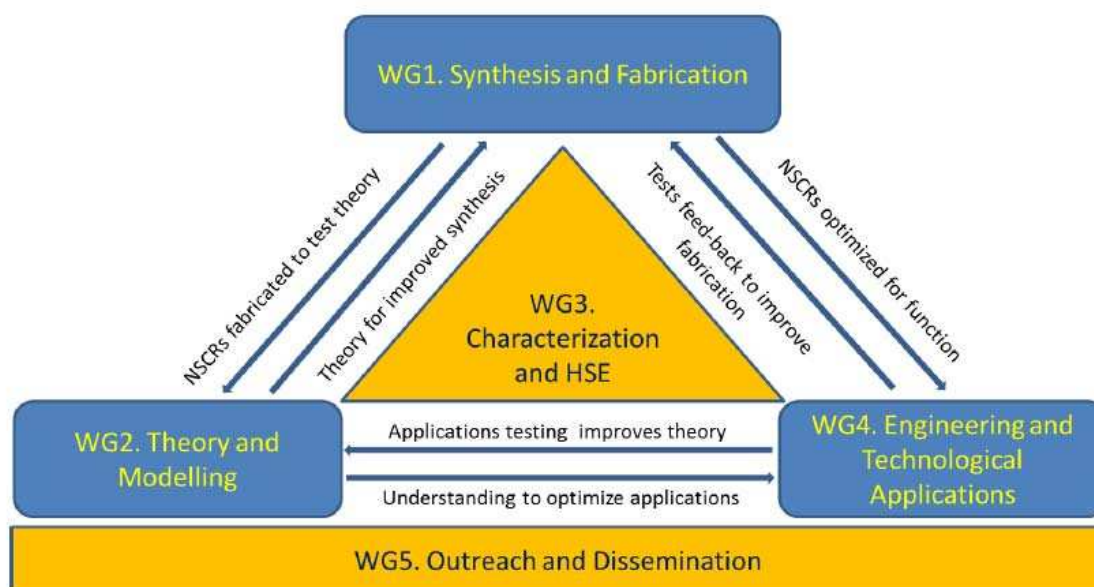 WG1. Synthesis and Fabrication
NSCRs fabricated to test theory
Theory for improved synthesis
Tests feed-back to improve
fabrication
NSCRs optimized for function
WG3.
Characterization
and HSE
WG2. Theory and
Modelling
Applications testing improves theory
Understanding to optimize applications
WG4. Engineering and
Technological
Applications
WG5. Outreach and Dissemination